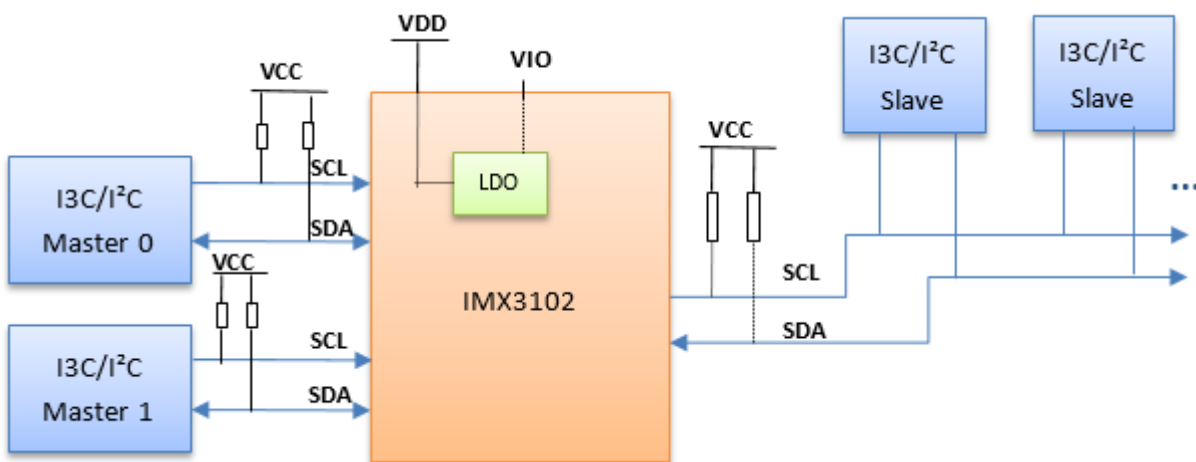 VDD
VIO
VCC
I3C/I²C
Slave
I3C/I²C
Slave
VCC
SCL
LDO
I3C/I²C
Master 0
SDA
...
VCC
SCL
IMX3102
SDA
SCL
I3C/I²C
Master 1
SDA